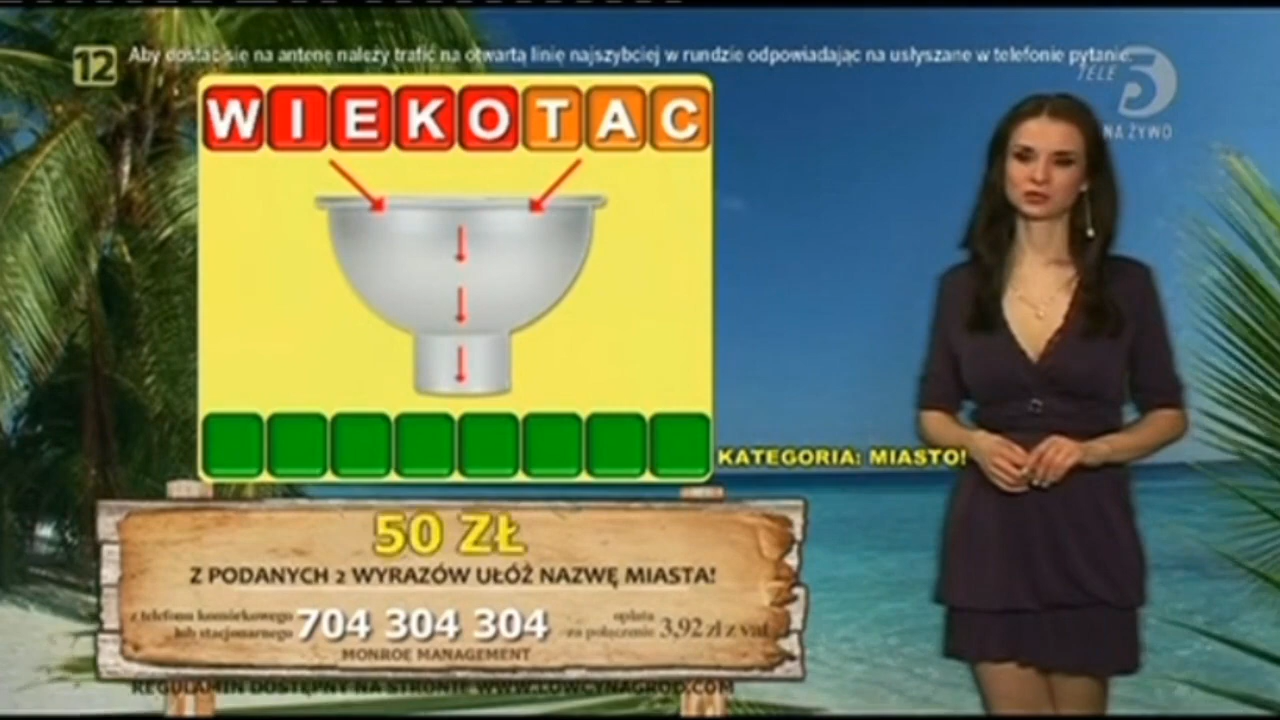 12
Aby dostać się na antenę należy trafić na otwartą linię najszybciej w rundzie odpowiadając na usłyszane w telefonie pytanie.
TELE 5
NA ŻYWO
WIEKOTAC
KATEGORIA: MIASTO!
50 ZŁ
Z PODANYCH 2 WYRAZÓW UŁÓŻ NAZWĘ MIASTA!
z telefonu komórkowego
lub stacjonarnego
704 304 304
opłata
za połączenie
3,92 zł z vat
MONROE MANAGEMENT
REGULAMIN DOSTĘPNY NA STRONIE WWW.LOWCYNAGROD.COM